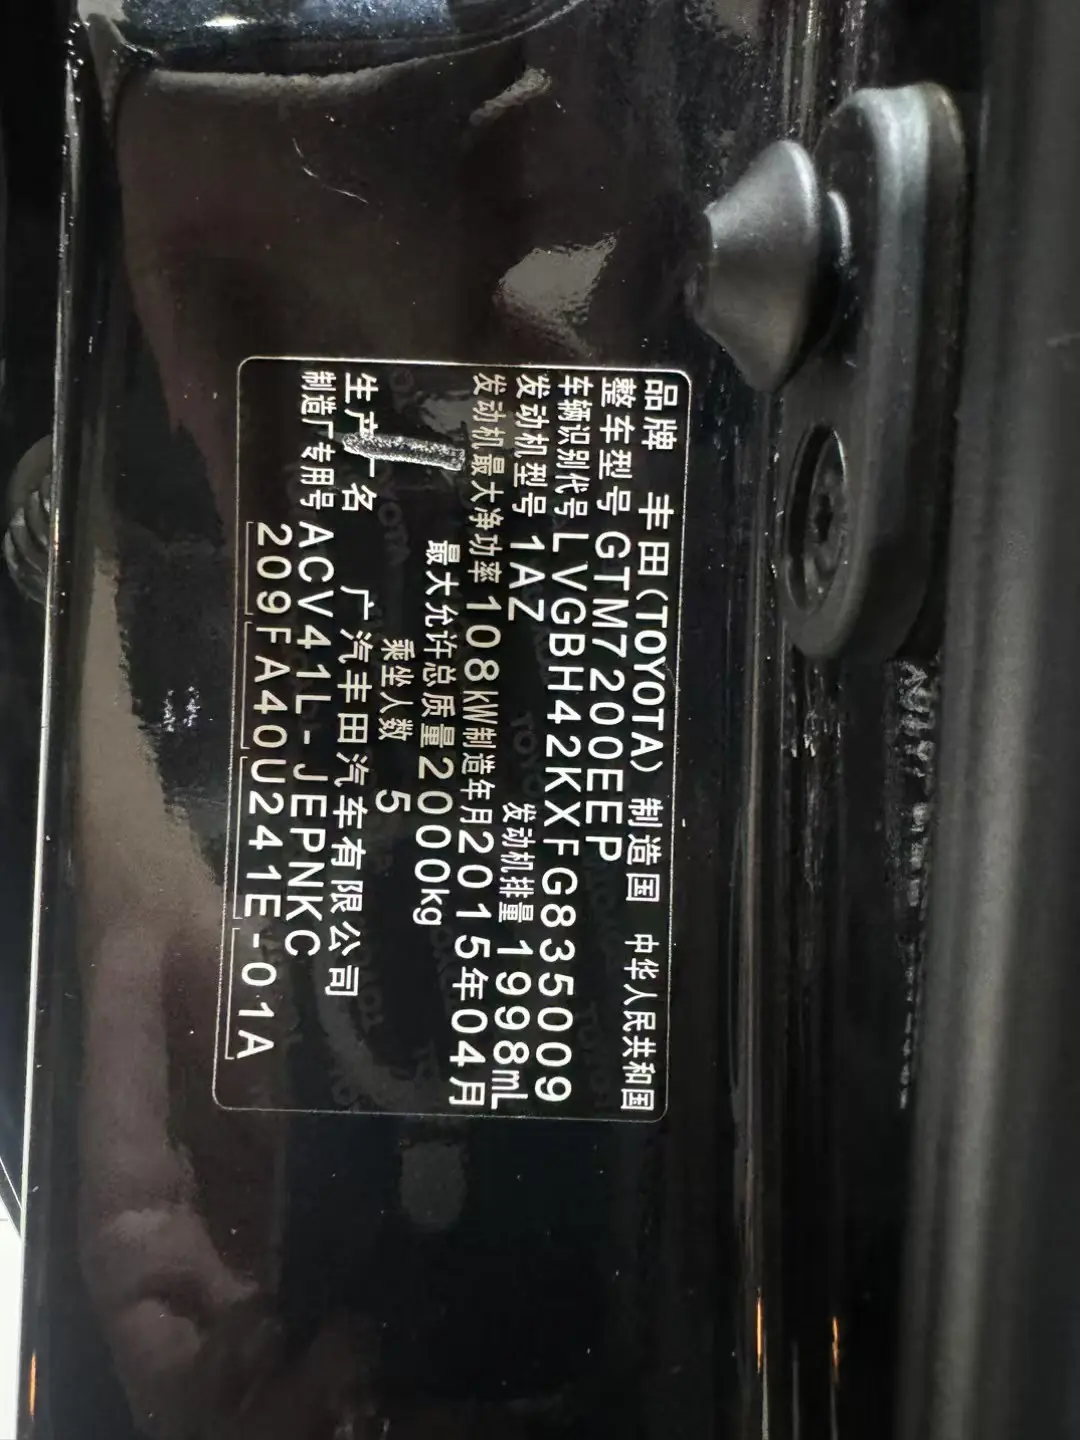 品牌 丰田(TOYOTA) 制造国 中华人民共和国
整车型号 GTM7200EEP
车辆识别代号 LVGBH42KXFG835009
发动机型号 1AZ 发动机排量 1998mL
发动机最大净功率 108kW 制造年月 2015年04月
最大允许总质量 2000kg
乘坐人数 5
生产厂名 广汽丰田汽车有限公司
制造厂专用号 ACV41L-JEPNKC
209FA40U241E-01A